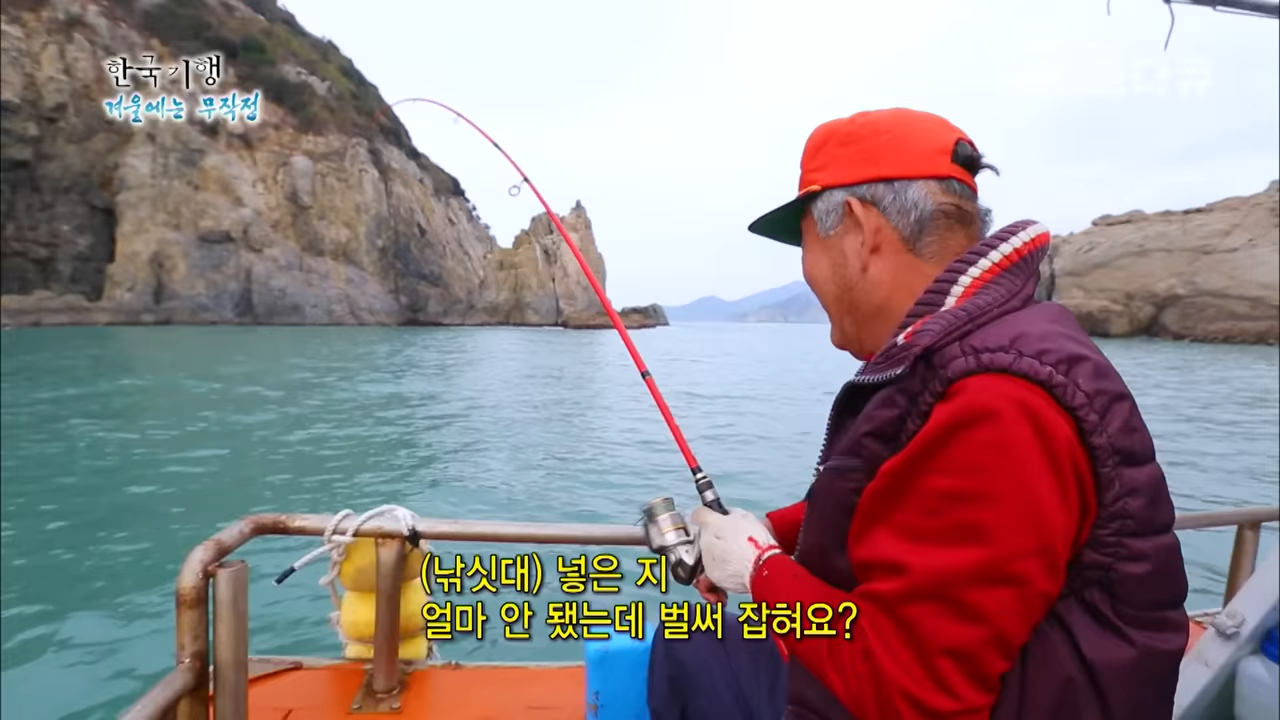 한국기행
겨울에는 무작정
(낚싯대) 넣은 지
얼마 안 됐는데 벌써 잡혀요?